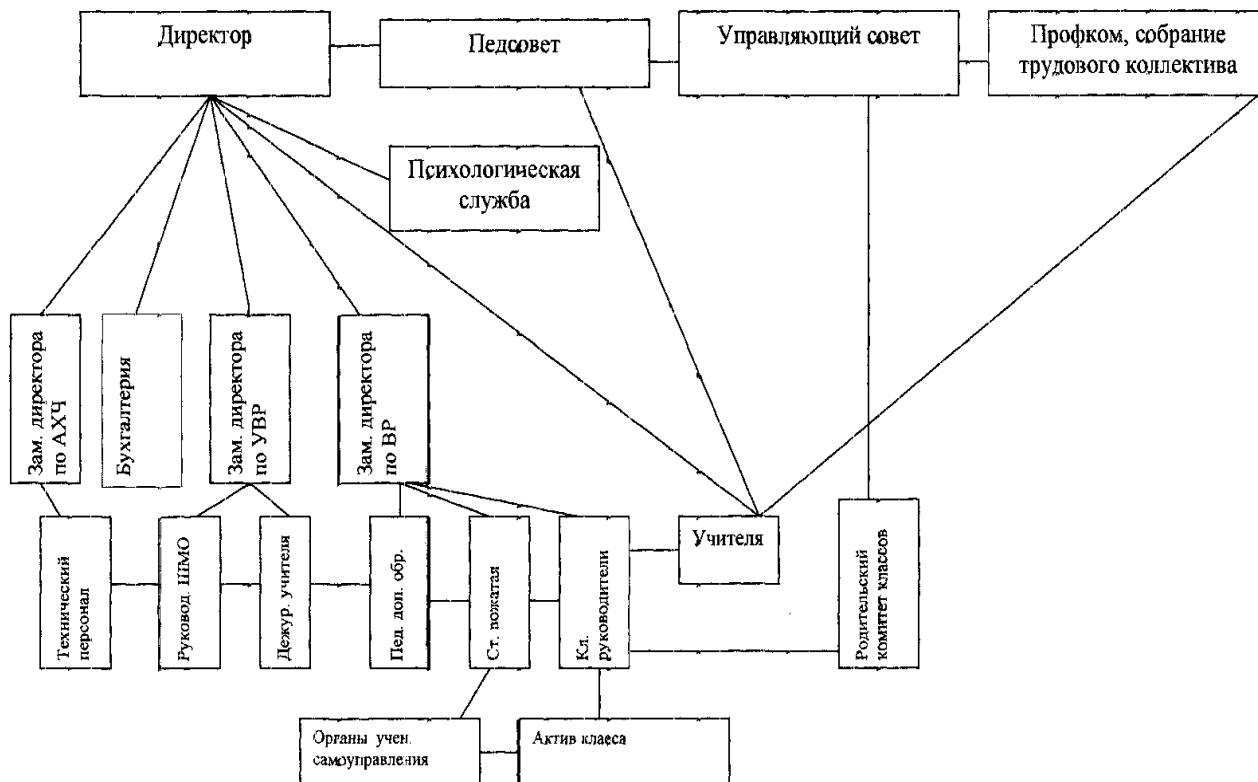 Директор
Педсовет
Управляющий совет
Профком, собрание
трудового коллектива
Психологическая
служба
Зам. директора
по АХЧ
Бухгалтерия
Зам. директора
по УВР
Зам. директора
по ВР
Технический
персонал
Руковод. ШМО
Дежур. учителя
Пед. доп. обр.
Ст. вожатая
Кл.
руководители
Учителя
Родительский
комитет классов
Органы учен.
самоуправления
Актив класса